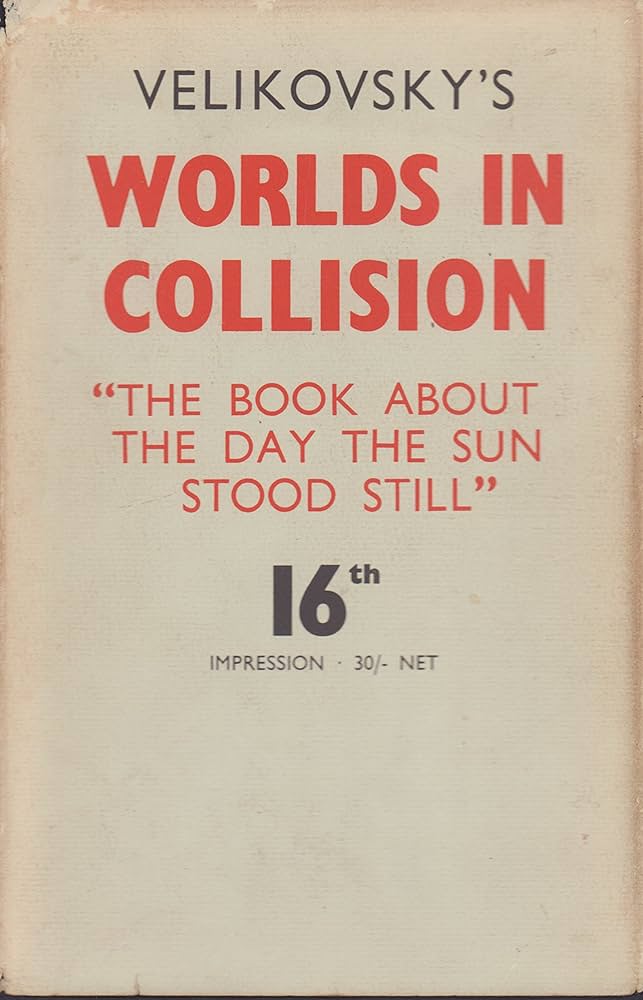 VELIKOVSKY'S
WORLDS IN
COLLISION
“THE BOOK ABOUT
THE DAY THE SUN
STOOD STILL”
16th
IMPRESSION · 30/- NET